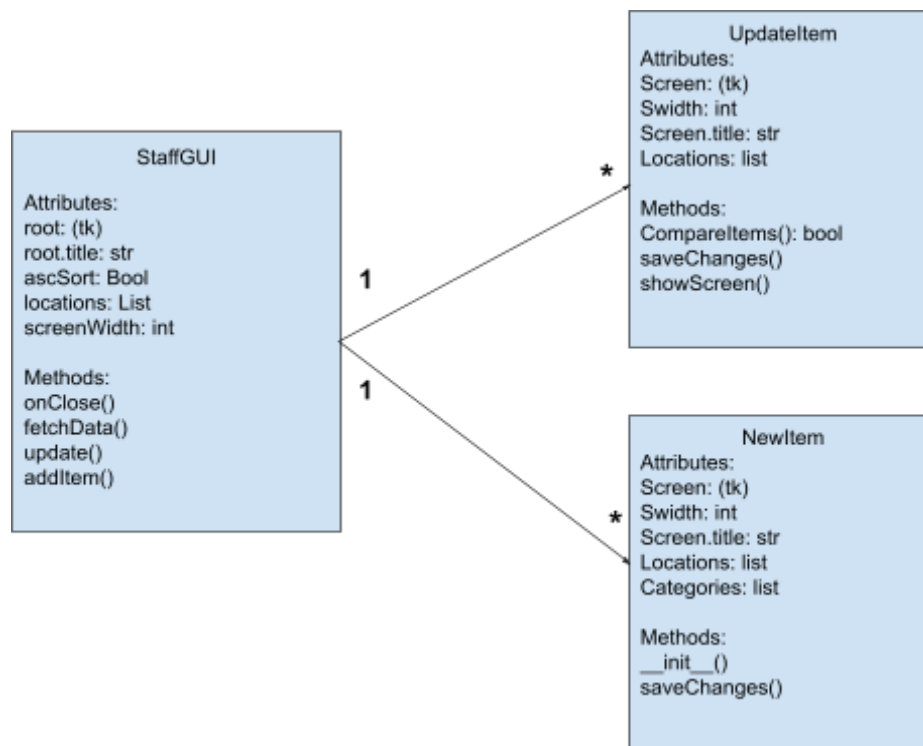 StaffGUI
Attributes:
root: (tk)
root.title: str
ascSort: Bool
locations: List
screenWidth: int
Methods:
onClose()
fetchData()
update()
addItem()
1
1
*
*
UpdateItem
Attributes:
Screen: (tk)
Swidth: int
Screen.title: str
Locations: list
Methods:
CompareItems(): bool
saveChanges()
showScreen()
NewItem
Attributes:
Screen: (tk)
Swidth: int
Screen.title: str
Locations: list
Categories: list
Methods:
__init__()
saveChanges()